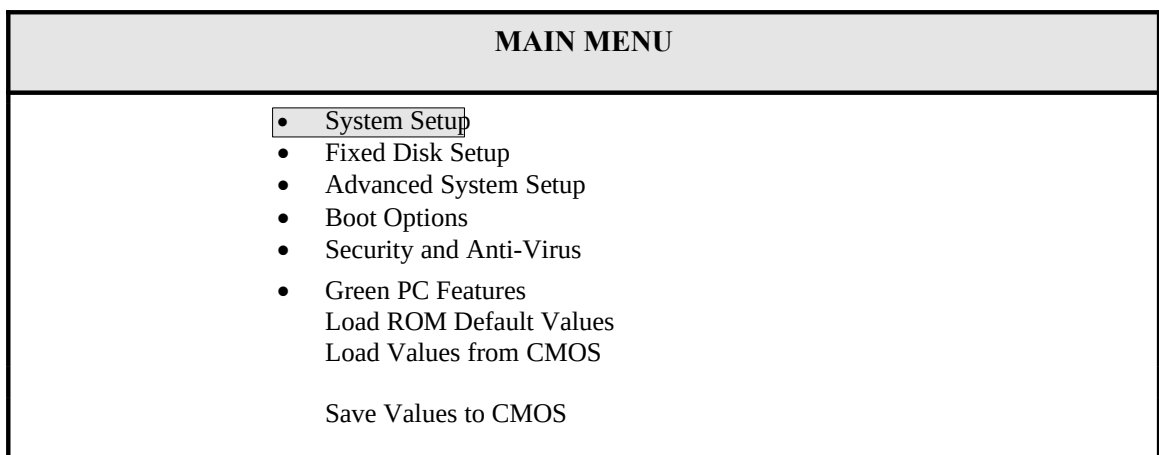 MAIN MENU
• System Setup
• Fixed Disk Setup
• Advanced System Setup
• Boot Options
• Security and Anti-Virus
• Green PC Features
Load ROM Default Values
Load Values from CMOS
Save Values to CMOS